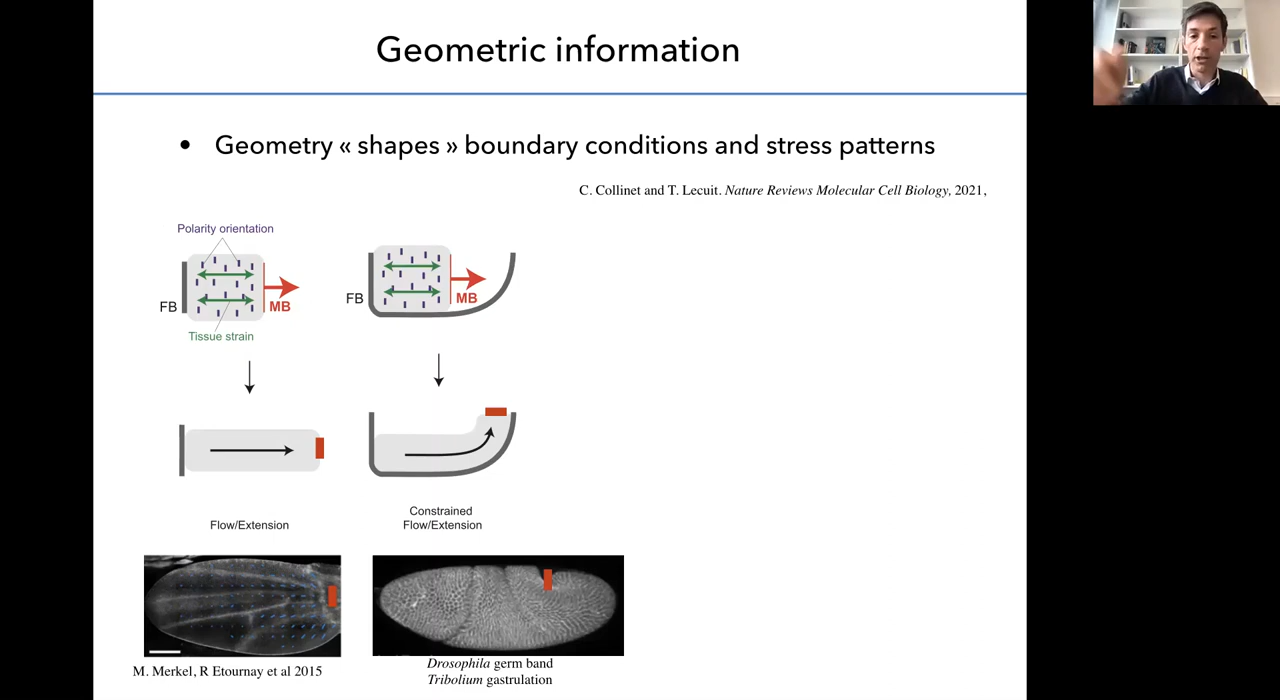 Geometric information
• Geometry « shapes » boundary conditions and stress patterns
C. Collinet and T. Lecuit. Nature Reviews Molecular Cell Biology, 2021,
Polarity orientation
FB
MB
Tissue strain
FB
MB
Flow/Extension
Constrained
Flow/Extension
M. Merkel, R Etournay et al 2015
Drosophila germ band
Tribolium gastrulation